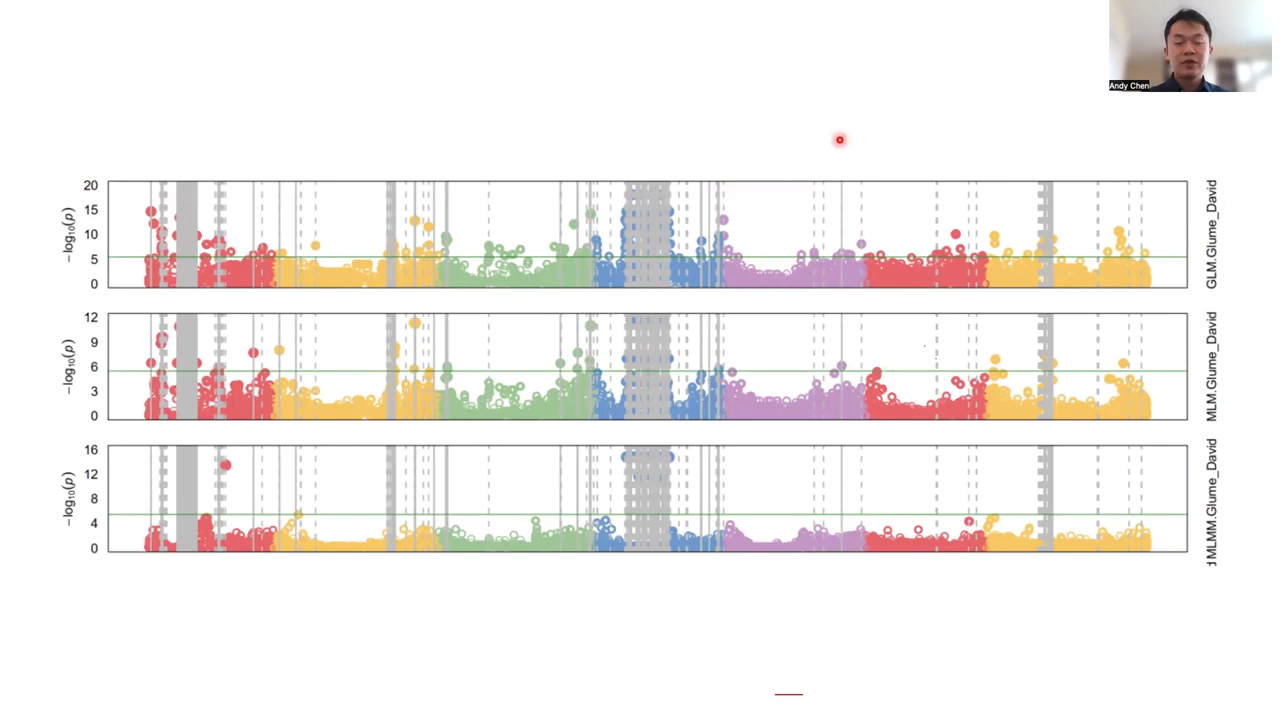 Andy Chen
20
15
10
5
0
−log10(p)
GLM.Glume_David
12
9
6
3
0
−log10(p)
MLM.Glume_David
16
12
8
4
0
−log10(p)
MLMM.Glume_David